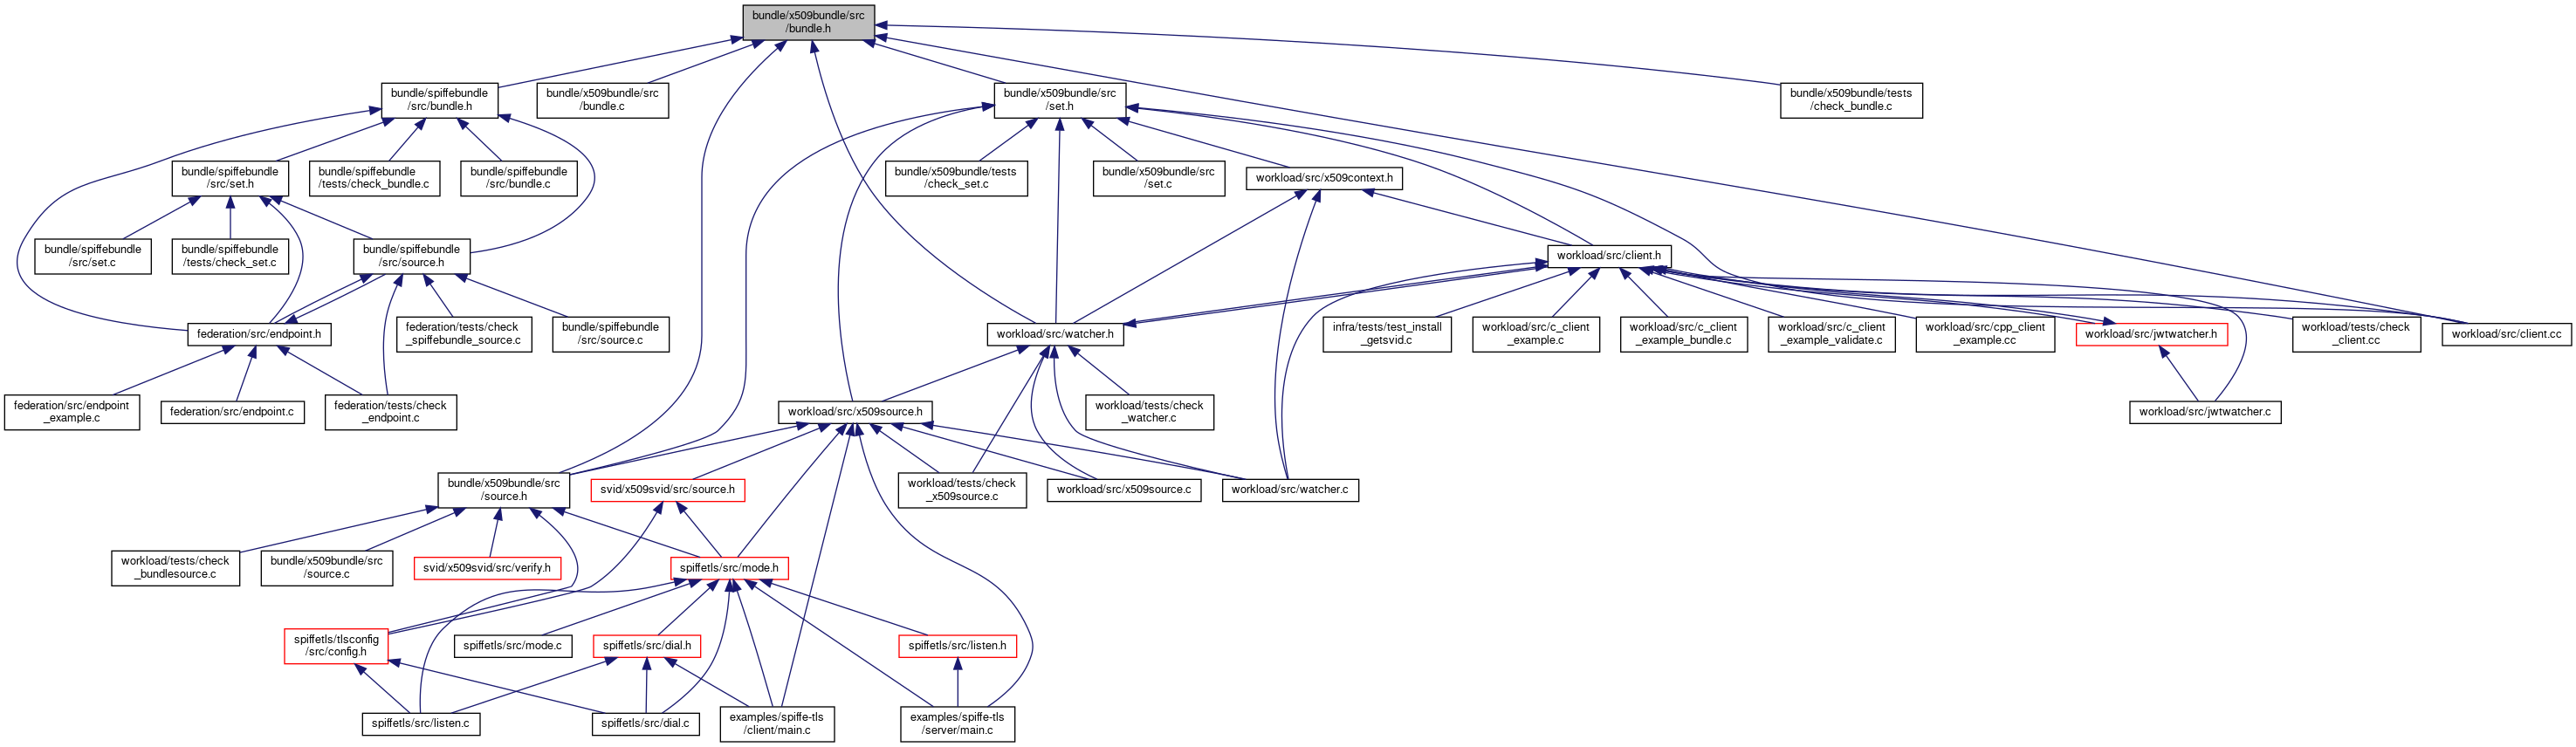 bundle/x509bundle/src
/bundle.h
bundle/spiffebundle
/src/bundle.h
bundle/x509bundle/src
/bundle.c
bundle/x509bundle/src
/set.h
bundle/x509bundle/tests
/check_bundle.c
bundle/spiffebundle
/src/set.h
bundle/spiffebundle
/tests/check_bundle.c
bundle/spiffebundle
/src/bundle.c
bundle/x509bundle/tests
/check_set.c
bundle/x509bundle/src
/set.c
workload/src/x509context.h
bundle/spiffebundle
/src/set.c
bundle/spiffebundle
/tests/check_set.c
bundle/spiffebundle
/src/source.h
workload/src/client.h
federation/src/endpoint.h
federation/tests/check
_spiffebundle_source.c
bundle/spiffebundle
/src/source.c
workload/src/watcher.h
infra/tests/test_install
_getsvid.c
workload/src/c_client
_example.c
workload/src/c_client
_example_bundle.c
workload/src/c_client
_example_validate.c
workload/src/cpp_client
_example.cc
workload/src/jwtwatcher.h
workload/tests/check
_client.cc
workload/src/client.cc
federation/src/endpoint
_example.c
federation/src/endpoint.c
federation/tests/check
_endpoint.c
workload/src/x509source.h
workload/tests/check
_watcher.c
workload/src/jwtwatcher.c
bundle/x509bundle/src
/source.h
svid/x509svid/src/source.h
workload/tests/check
_x509source.c
workload/src/x509source.c
workload/src/watcher.c
workload/tests/check
_bundlesource.c
bundle/x509bundle/src
/source.c
svid/x509svid/src/verify.h
spiffetls/src/mode.h
spiffetls/tlsconfig
/src/config.h
spiffetls/src/mode.c
spiffetls/src/dial.h
spiffetls/src/listen.h
spiffetls/src/listen.c
spiffetls/src/dial.c
examples/spiffe-tls
/client/main.c
examples/spiffe-tls
/server/main.c